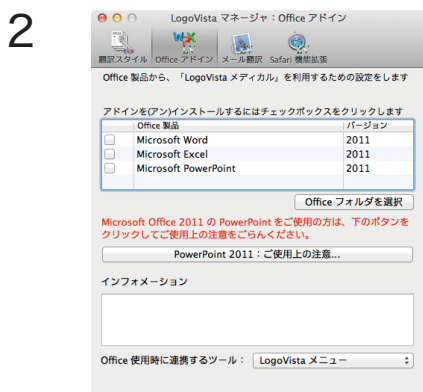 2
LogoVista マネージャ：Office アドイン
翻訳スタイル Office アドイン メール翻訳 Safari 機能拡張
Office 製品から、「LogoVista メディカル」を利用するための設定をします
アドインを(アン)インストールするにはチェックボックスをクリックします
Office 製品 バージョン
Microsoft Word 2011
Microsoft Excel 2011
Microsoft PowerPoint 2011
Office フォルダを選択
Microsoft Office 2011 の PowerPoint をご使用の方は、下のボタンを
クリックしてご使用上の注意をごらんください。
PowerPoint 2011：ご使用上の注意...
インフォメーション
Office 使用時に連携するツール： LogoVista メニュー